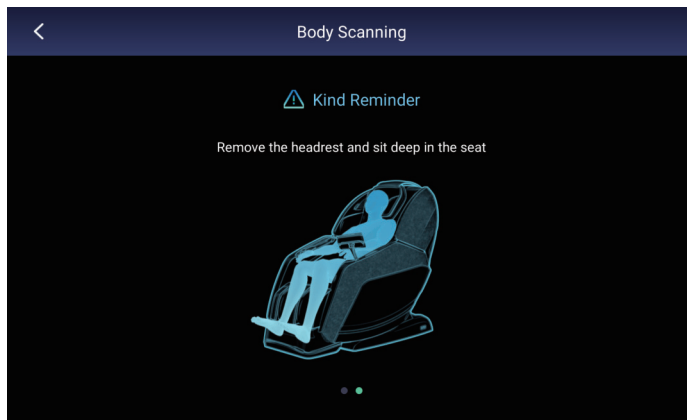 Body Scanning
Kind Reminder
Remove the headrest and sit deep in the seat